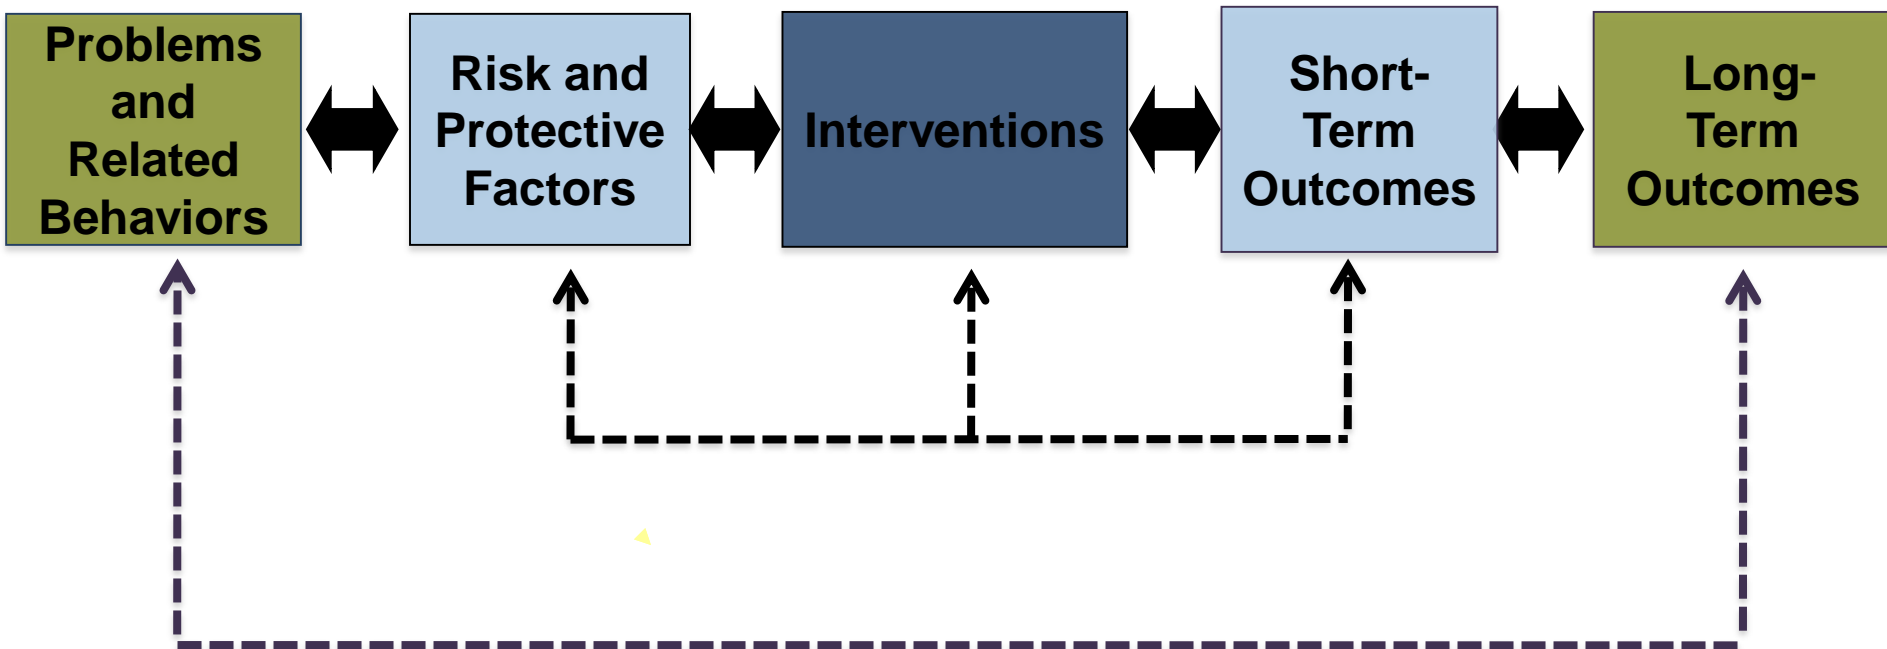 Problems
and
Related
Behaviors
Risk and
Protective
Factors
Interventions
Short-
Term
Outcomes
Long-
Term
Outcomes